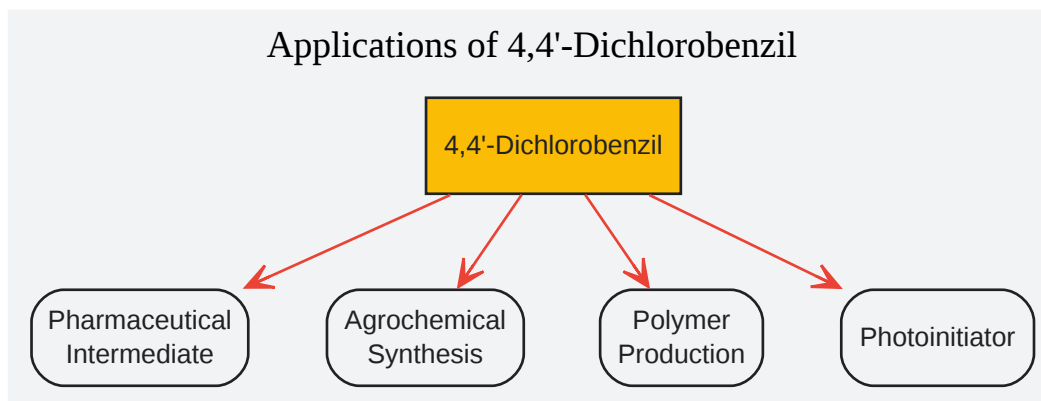 Applications of 4,4'-Dichlorobenzil
4,4'-Dichlorobenzil
Pharmaceutical
Intermediate
Agrochemical
Synthesis
Polymer
Production
Photoinitiator